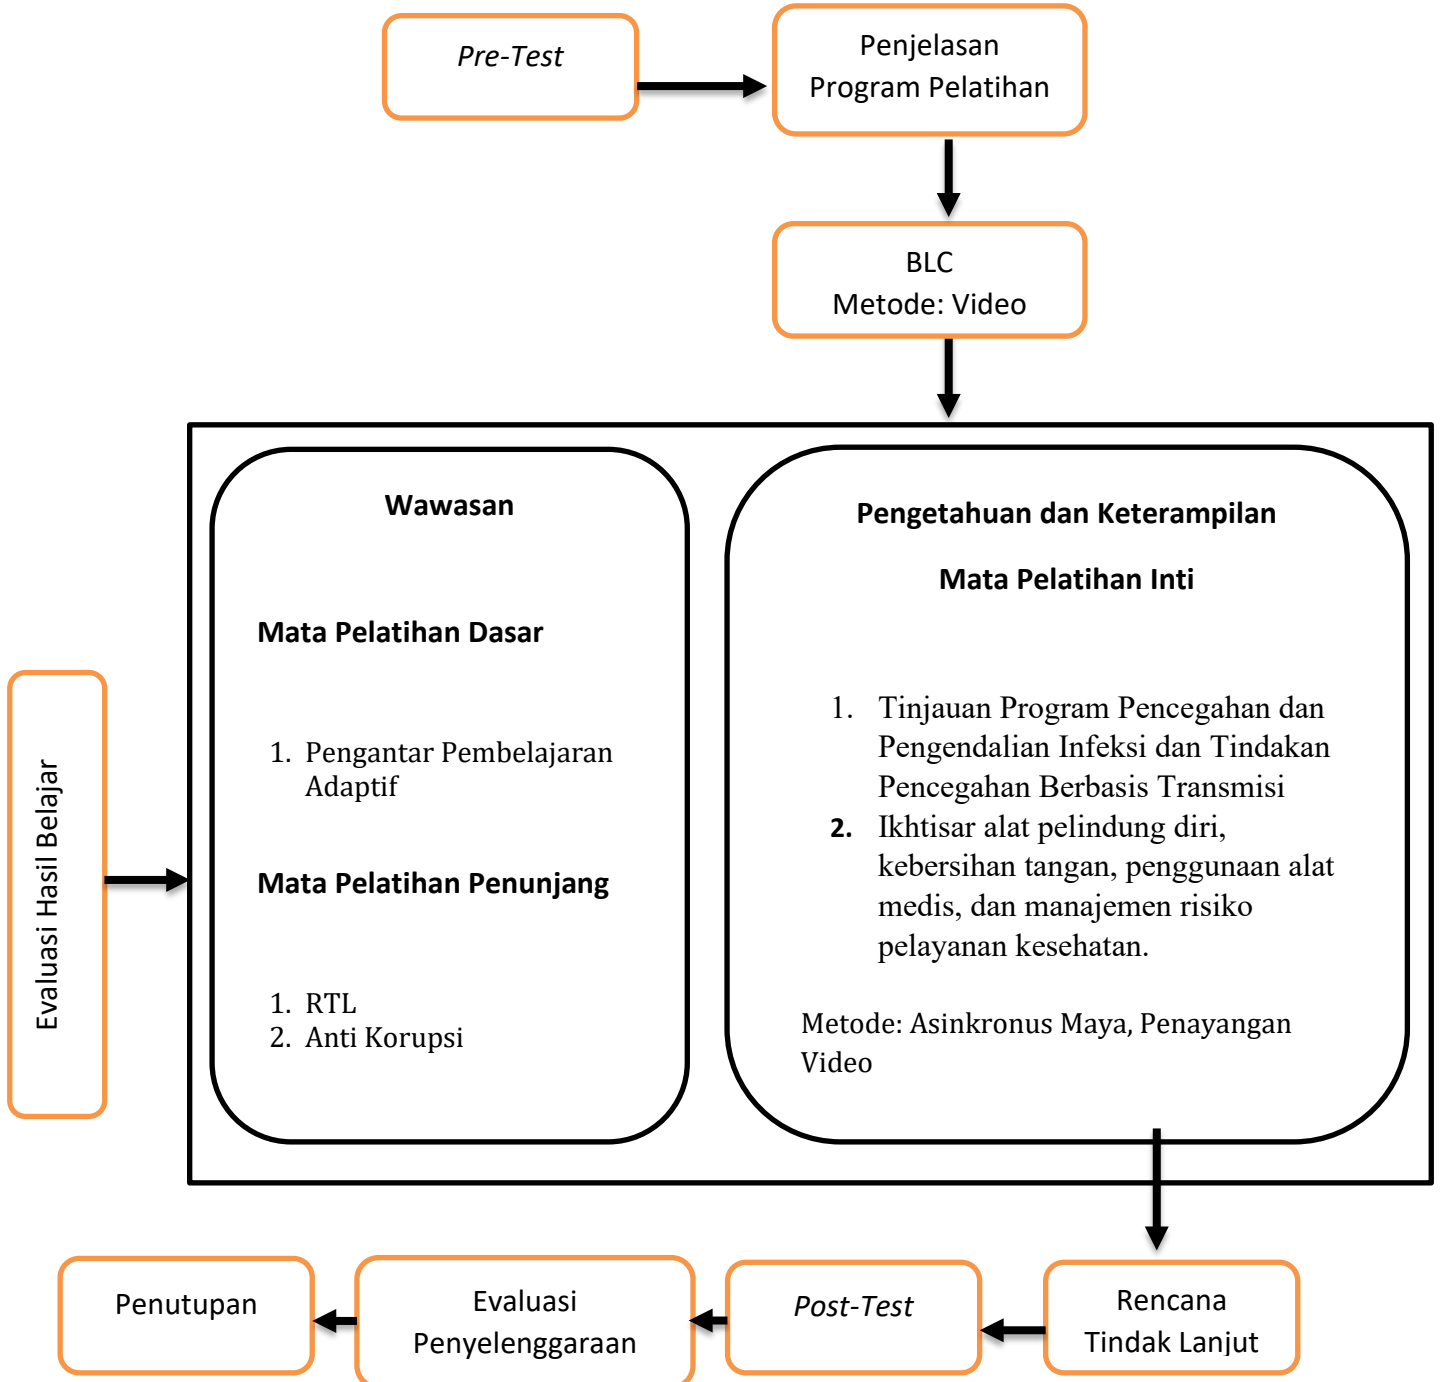 Pre-Test
Penjelasan
Program Pelatihan
BLC
Metode: Video
Wawasan
Mata Pelatihan Dasar
1. Pengantar Pembelajaran
Adaptif
Mata Pelatihan Penunjang
1. RTL
2. Anti Korupsi
Pengetahuan dan Keterampilan
Mata Pelatihan Inti
1. Tinjauan Program Pencegahan dan
Pengendalian Infeksi dan Tindakan
Pencegahan Berbasis Transmisi
2. Ikhtisar alat pelindung diri,
kebersihan tangan, penggunaan alat
medis, dan manajemen risiko
pelayanan kesehatan.
Metode: Asinkronus Maya, Penayangan
Video
Evaluasi Hasil Belajar
Rencana
Tindak Lanjut
Post-Test
Evaluasi
Penyelenggaraan
Penutupan